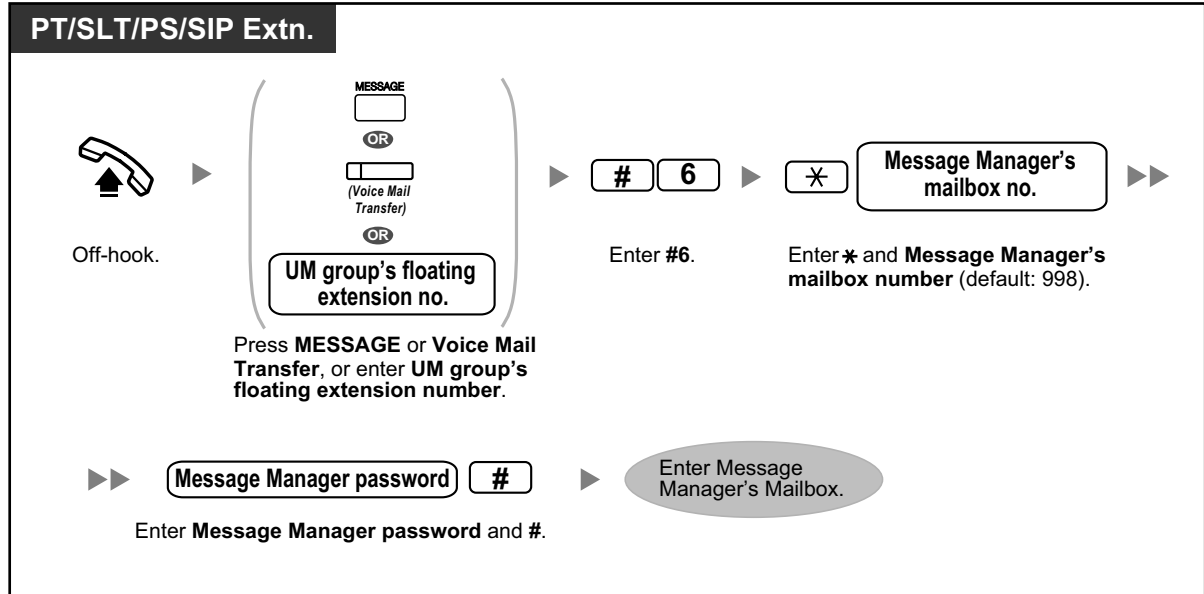 PT/SLT/PS/SIP Extn.
Off-hook.
MESSAGE
OR
(Voice Mail
Transfer)
OR
UM group's floating
extension no.
Press MESSAGE or Voice Mail
Transfer, or enter UM group's
floating extension number.
# 6
Enter #6.
* Message Manager's
mailbox no.
Enter * and Message Manager's
mailbox number (default: 998).
Message Manager password #
Enter Message Manager password and #.
Enter Message
Manager's Mailbox.